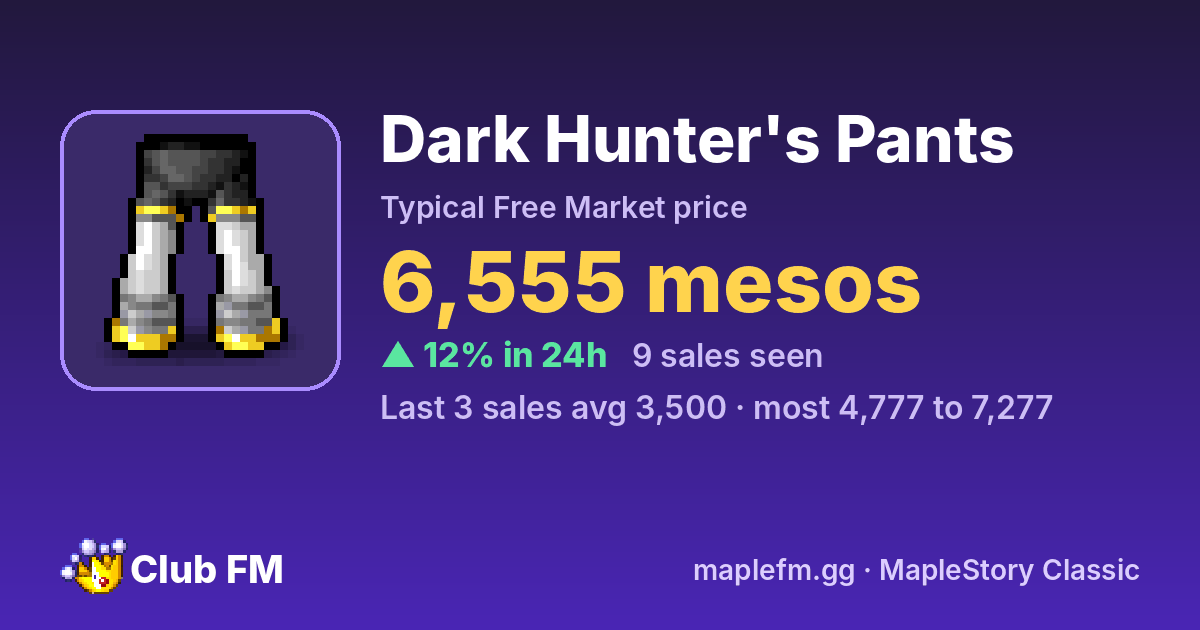 Dark Hunter's Pants
Typical Free Market price
6,555 mesos
▲ 12% in 24h 9 sales seen
Last 3 sales avg 3,500 · most 4,777 to 7,277
Club FM
maplefm.gg · MapleStory Classic